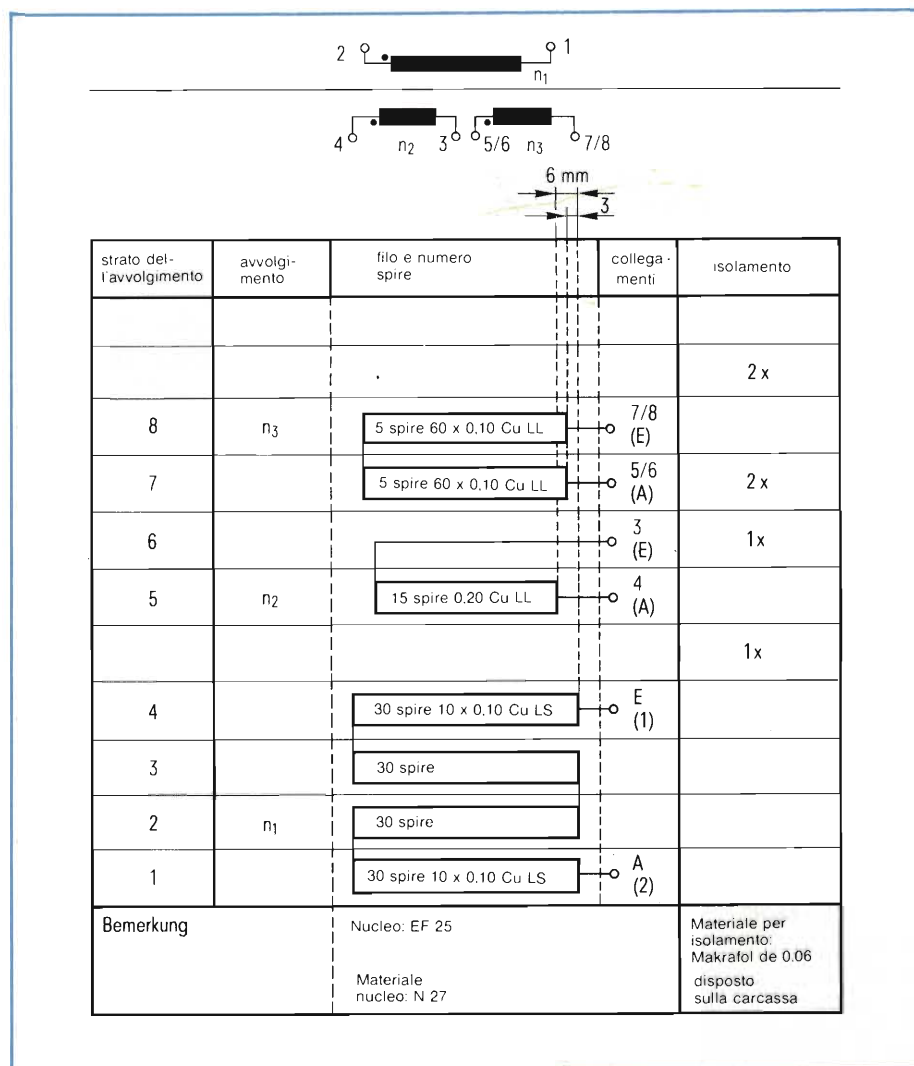 2 1
n1
4 n2 3 5/6 n3 7/8
6 mm
3
strato del-
l'avvolgimento
avvolgi-
mento
filo e numero
spire
collega-
menti
isolamento
2 x
8 n3 5 spire 60 x 0,10 Cu LL 7/8
(E)
7 5 spire 60 x 0,10 Cu LL 5/6
(A)
2 x
6 3
(E)
1 x
5 n2 15 spire 0,20 Cu LL 4
(A)
1 x
4 30 spire 10 x 0,10 Cu LS E
(1)
3 30 spire
2 n1 30 spire
1 30 spire 10 x 0,10 Cu LS A
(2)
Bemerkung
Nucleo: EF 25
Materiale
nucleo: N 27
Materiale per
isolamento:
Makrafol de 0.06
disposto
sulla carcassa